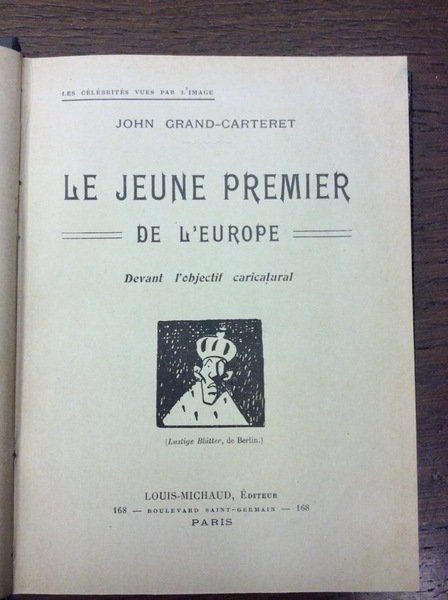 LES CÉLÉBRITÉS VUES PAR L'IMAGE
JOHN GRAND-CARTERET
LE JEUNE PREMIER
DE L'EUROPE
Devant l'objectif caricatural
(Lustige Blätter, de Berlin.)
LOUIS-MICHAUD, ÉDITEUR
168 — BOULEVARD SAINT-GERMAIN — 168
PARIS